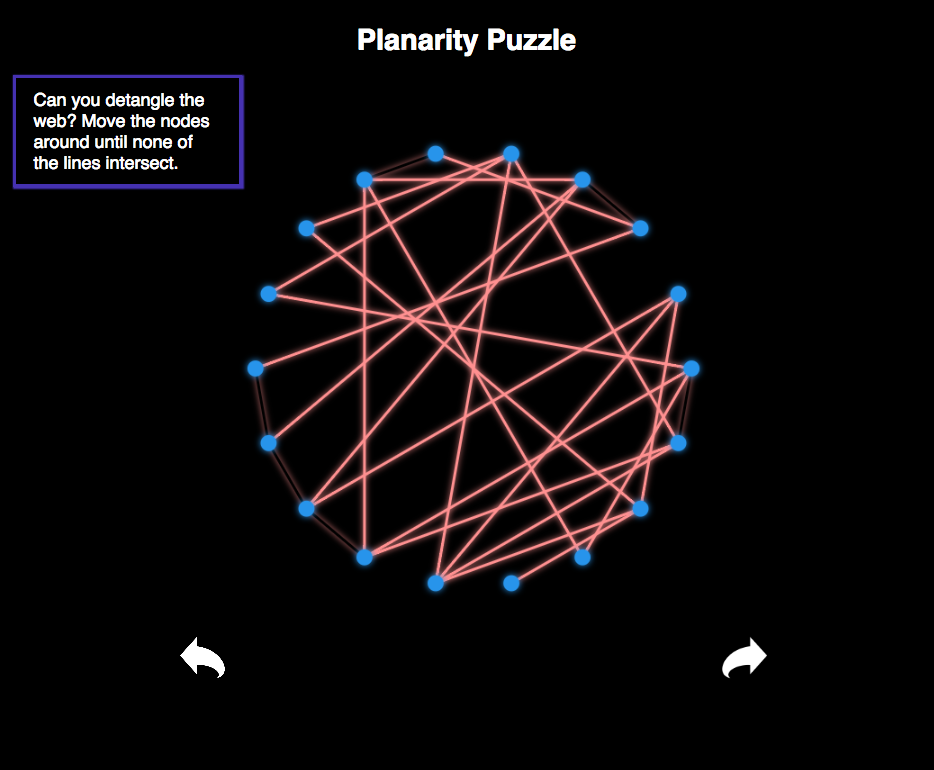 Planarity Puzzle
Can you detangle the
web? Move the nodes
around until none of
the lines intersect.